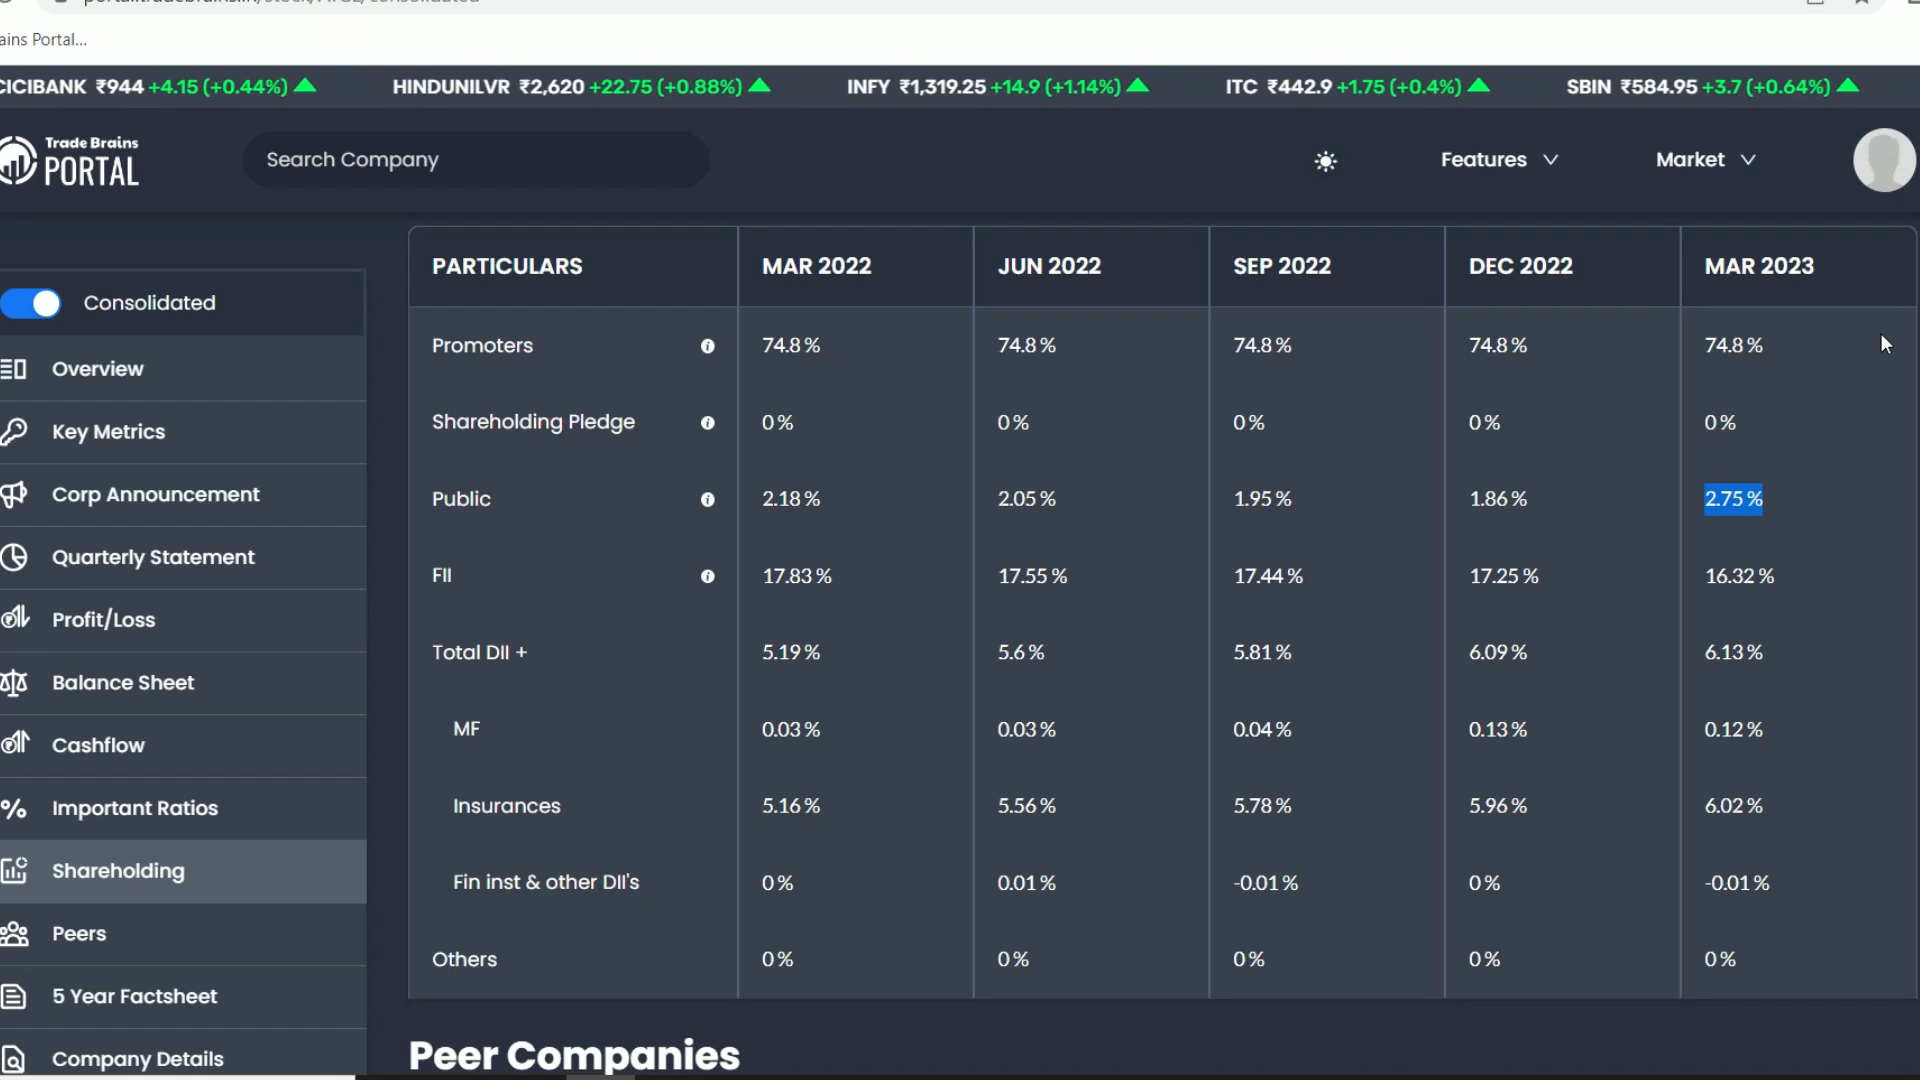 ains Portal...
CICIBANK ₹944 +4.15 (+0.44%) HINDUNILVR ₹2,620 +22.75 (+0.88%) INFY ₹1,319.25 +14.9 (+1.14%) ITC ₹442.9 +1.75 (+0.4%) SBIN ₹584.95 +3.7 (+0.64%)
Trade Brains
PORTAL
Search Company
Features
Market
Consolidated
Overview
Key Metrics
Corp Announcement
Quarterly Statement
Profit/Loss
Balance Sheet
Cashflow
Important Ratios
Shareholding
Peers
5 Year Factsheet
Company Details
PARTICULARS MAR 2022 JUN 2022 SEP 2022 DEC 2022 MAR 2023
Promoters 74.8 % 74.8 % 74.8 % 74.8 % 74.8 %
Shareholding Pledge 0 % 0 % 0 % 0 % 0 %
Public 2.18 % 2.05 % 1.95 % 1.86 % 2.75 %
FII 17.83 % 17.55 % 17.44 % 17.25 % 16.32 %
Total DII + 5.19 % 5.6 % 5.81 % 6.09 % 6.13 %
MF 0.03 % 0.03 % 0.04 % 0.13 % 0.12 %
Insurances 5.16 % 5.56 % 5.78 % 5.96 % 6.02 %
Fin inst & other DII's 0 % 0.01 % -0.01 % 0 % -0.01 %
Others 0 % 0 % 0 % 0 % 0 %
Peer Companies